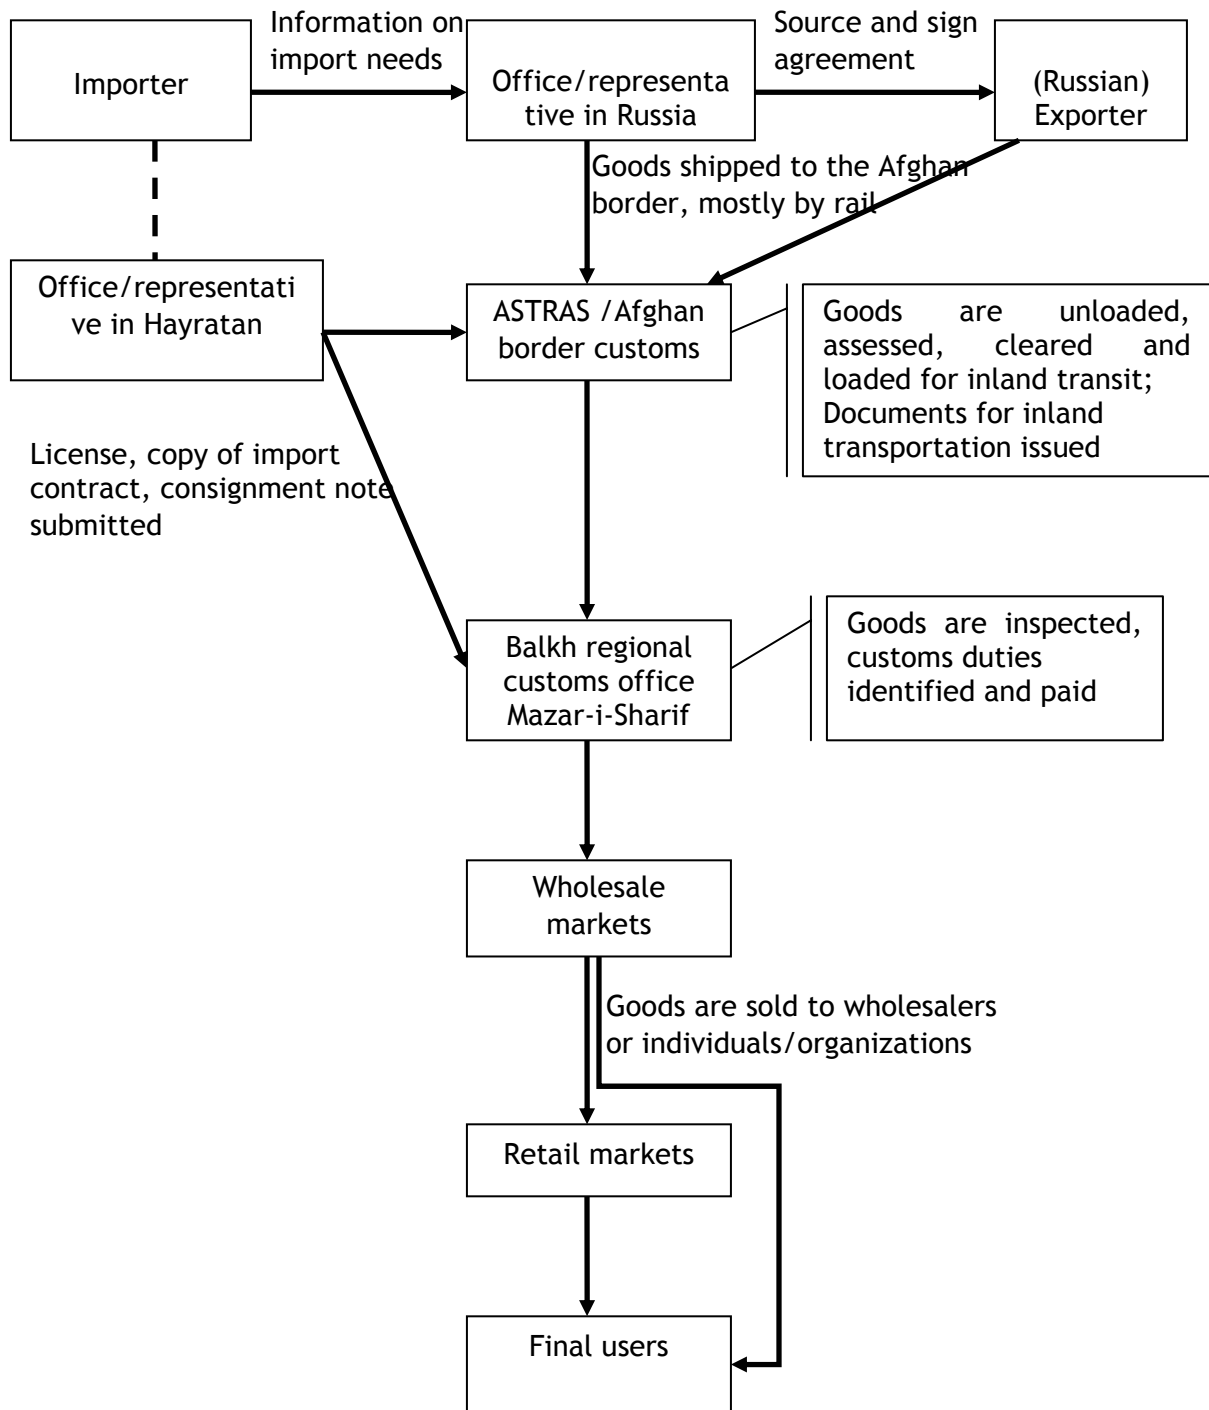 Information on
import needs
Source and sign
agreement
Importer
Office/representa
tive in Russia
(Russian)
Exporter
Goods shipped to the Afghan
border, mostly by rail
Office/representati
ve in Hayratan
ASTRAS /Afghan
border customs
Goods are unloaded,
assessed, cleared and
loaded for inland transit;
Documents for inland
transportation issued
License, copy of import
contract, consignment note
submitted
Balkh regional
customs office
Mazar-i-Sharif
Goods are inspected,
customs duties
identified and paid
Wholesale
markets
Goods are sold to wholesalers
or individuals/organizations
Retail markets
Final users